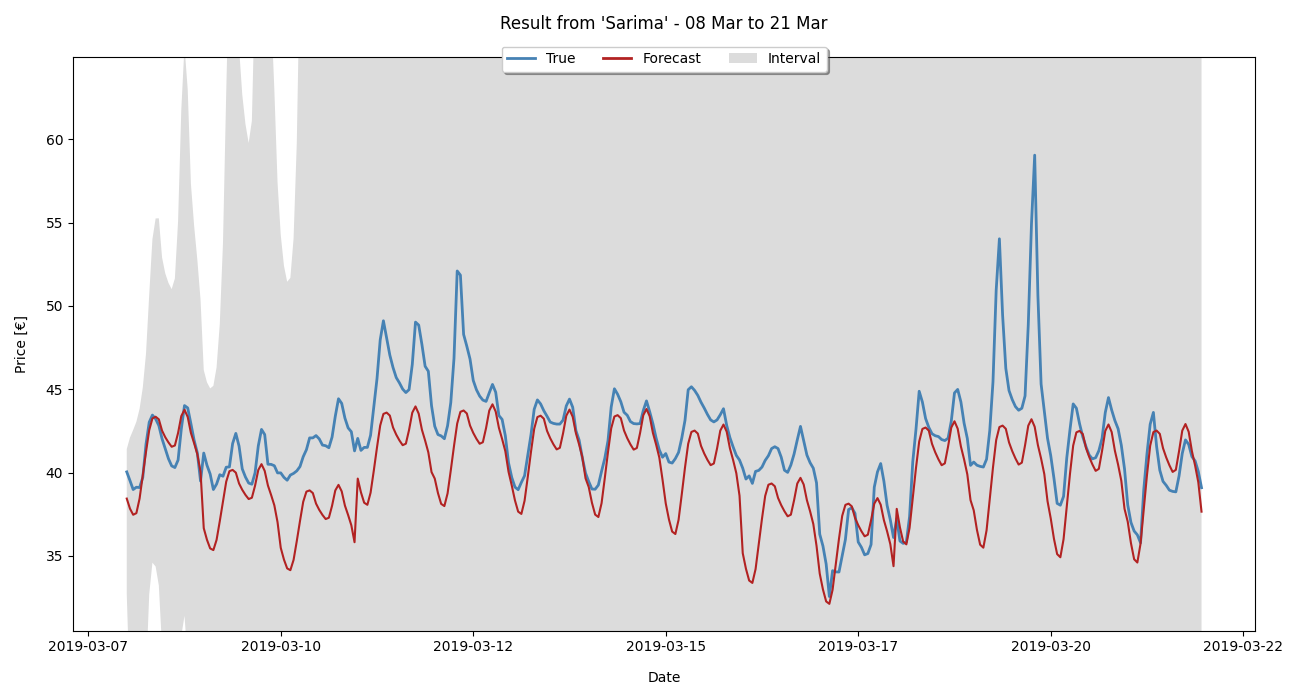 Result from 'Sarima' - 08 Mar to 21 Mar
True
Forecast
Interval
60
55
50
45
40
35
Price [€]
2019-03-07
2019-03-10
2019-03-12
2019-03-15
2019-03-17
2019-03-20
2019-03-22
Date